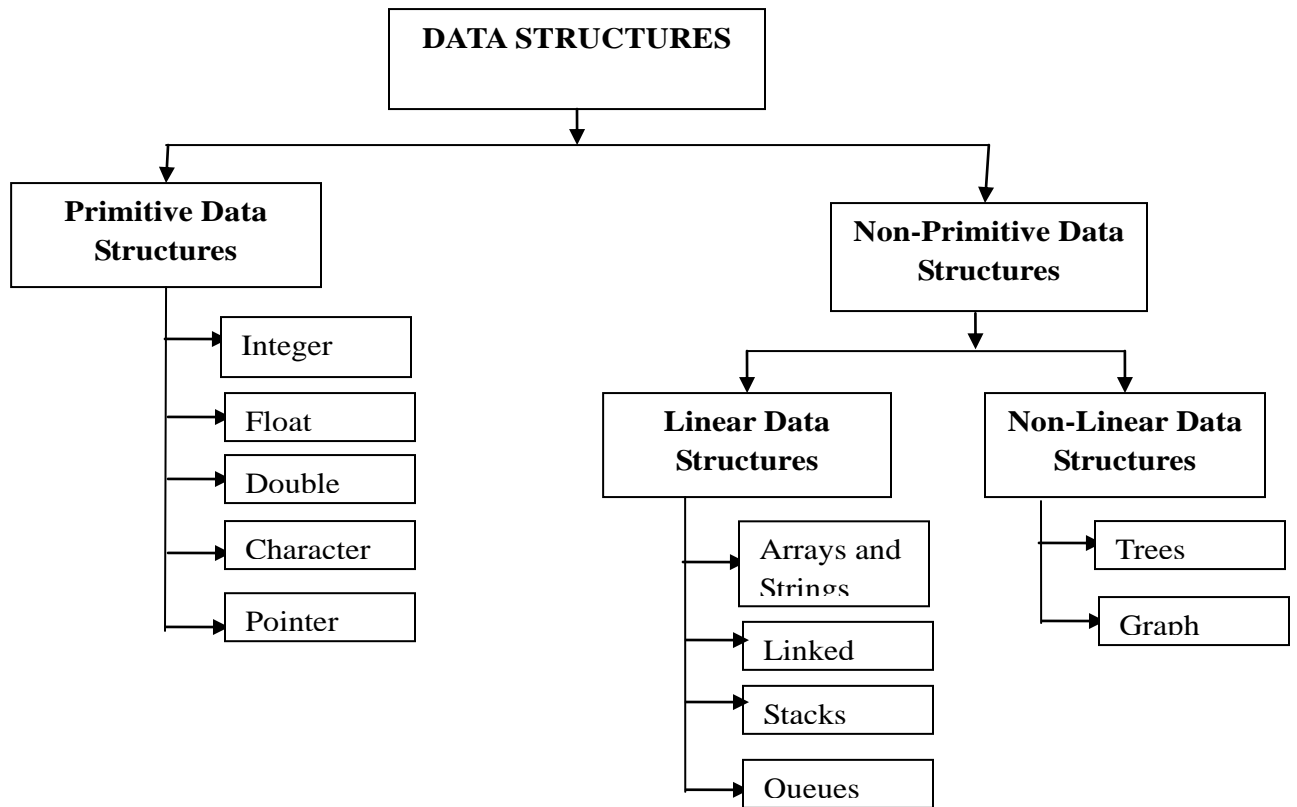 DATA STRUCTURES
Primitive Data
Structures
Non-Primitive Data
Structures
Integer
Float
Double
Character
Pointer
Linear Data
Structures
Non-Linear Data
Structures
Arrays and
Strings
Linked
Stacks
Queues
Trees
Graph